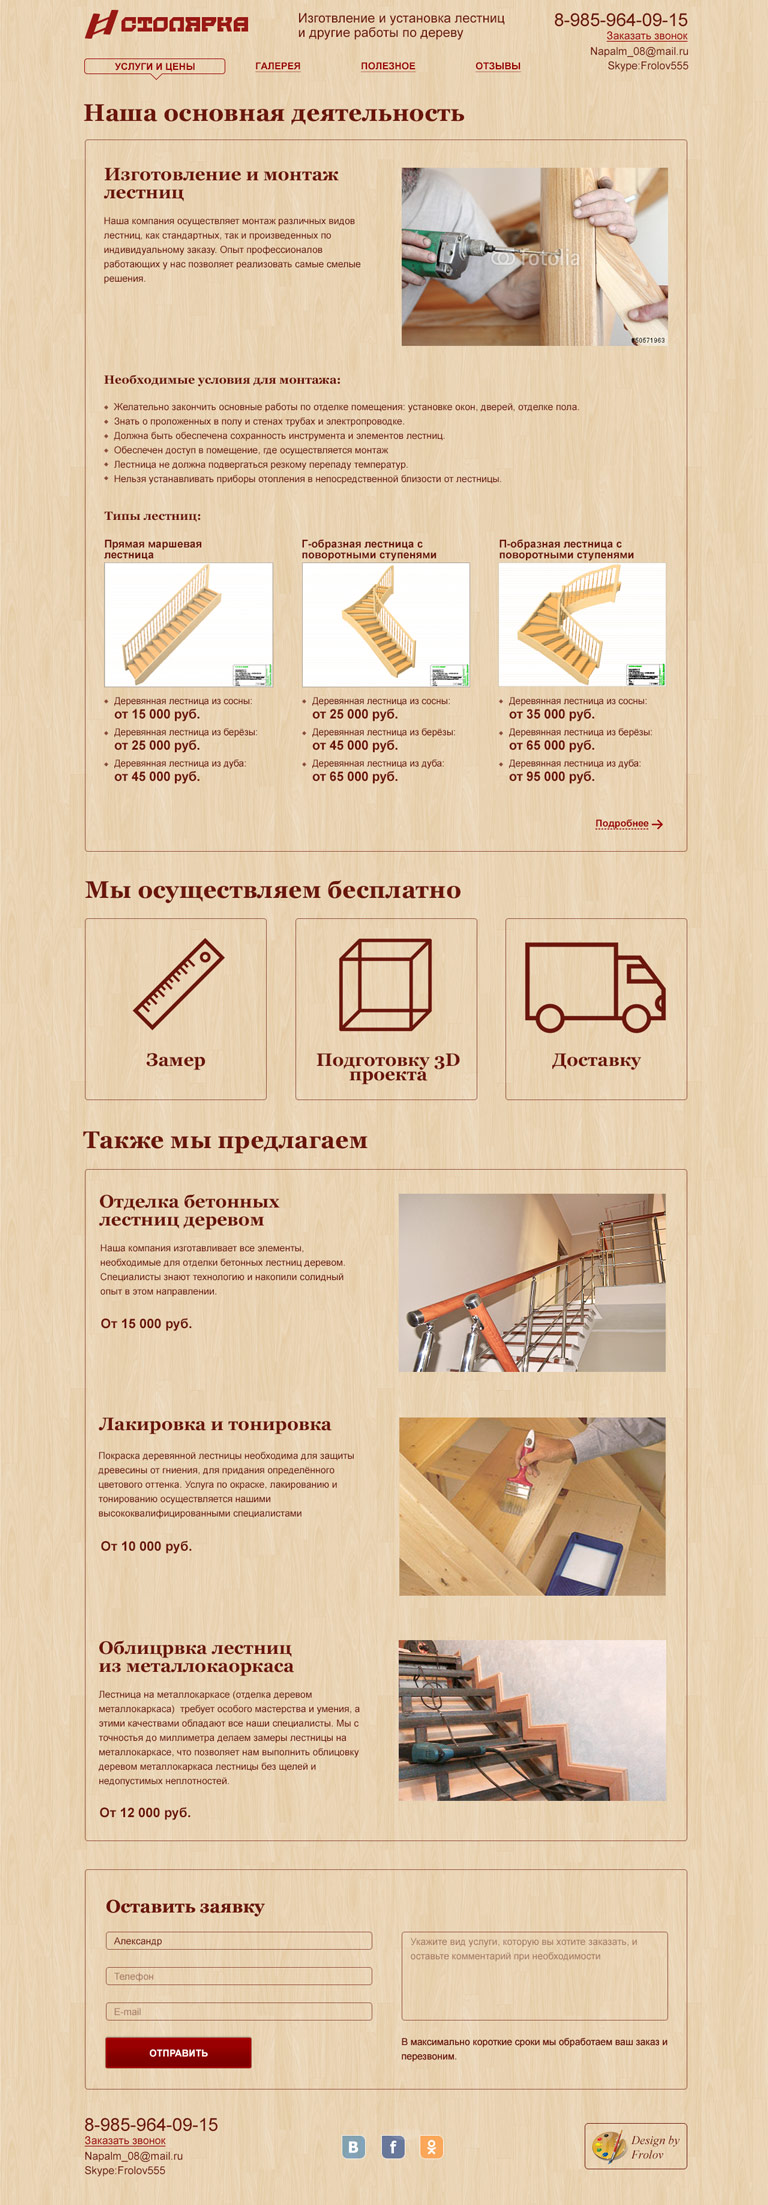 СТОЛЯРКА
Изготвление и установка лестниц
и другие работы по дереву
8-985-964-09-15
Заказать звонок
Napalm_08@mail.ru
Skype:Frolov555
УСЛУГИ И ЦЕНЫ
ГАЛЕРЕЯ
ПОЛЕЗНОЕ
ОТЗЫВЫ
Наша основная деятельность
Изготовление и монтаж
лестниц
Наша компания осуществляет монтаж различных видов
лестниц, как стандартных, так и произведенных по
индивидуальному заказу. Опыт профессионалов
работающих у нас позволяет реализовать самые смелые
решения.
fotolia
Необходимые условия для монтажа:
Желательно закончить основные работы по отделке помещения: установке окон, дверей, отделке пола.
Знать о проложенных в полу и стенах трубах и электропроводке.
Должна быть обеспечена сохранность инструмента и элементов лестниц.
Обеспечен доступ в помещение, где осуществляется монтаж
Лестница не должна подвергаться резкому перепаду температур.
Нельзя устанавливать приборы отопления в непосредственной близости от лестницы.
Типы лестниц:
Прямая маршевая
лестница
Деревянная лестница из сосны:
от 15 000 руб.
Деревянная лестница из берёзы:
от 25 000 руб.
Деревянная лестница из дуба:
от 45 000 руб.
Г-образная лестница с
поворотными ступенями
Деревянная лестница из сосны:
от 25 000 руб.
Деревянная лестница из берёзы:
от 45 000 руб.
Деревянная лестница из дуба:
от 65 000 руб.
П-образная лестница с
поворотными ступенями
Деревянная лестница из сосны:
от 35 000 руб.
Деревянная лестница из берёзы:
от 65 000 руб.
Деревянная лестница из дуба:
от 95 000 руб.
Подробнее
Мы осуществляем бесплатно
Замер
Подготовку 3D
проекта
Доставку
Также мы предлагаем
Отделка бетонных
лестниц деревом
Наша компания изготавливает все элементы,
необходимые для отделки бетонных лестниц деревом.
Специалисты знают технологию и накопили солидный
опыт в этом направлении.
От 15 000 руб.
Лакировка и тонировка
Покраска деревянной лестницы необходима для защиты
древесины от гниения, для придания определённого
цветового оттенка. Услуга по окраске, лакированию и
тонированию осуществляется нашими
высококвалифицированными специалистами
От 10 000 руб.
Облицрвка лестниц
из металлокаоркаса
Лестница на металлокаркасе (отделка деревом
металлокаркаса) требует особого мастерства и умения, а
этими качествами обладают все наши специалисты. Мы с
точностья до миллиметра делаем замеры лестницы на
металлокаркасе, что позволяет нам выполнить облицовку
деревом металлокаркаса лестницы без щелей и
недопустимых неплотностей.
От 12 000 руб.
Оставить заявку
Александр
Телефон
E-mail
ОТПРАВИТЬ
Укажите вид услуги, которую вы хотите заказать, и
оставьте комментарий при необходимости
В максимально короткие сроки мы обработаем ваш заказ и
перезвоним.
8-985-964-09-15
Заказать звонок
Napalm_08@mail.ru
Skype:Frolov555
В
f
Design by
Frolov